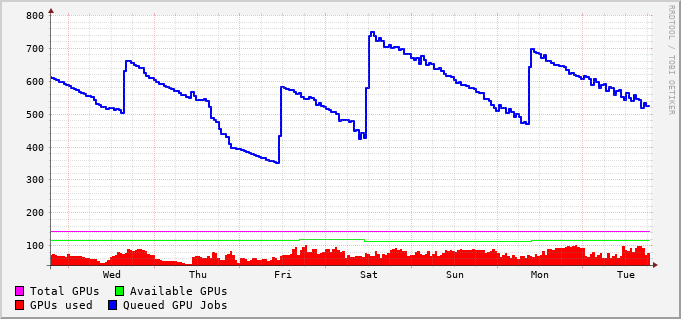 800
700
600
500
400
300
200
100
Wed Thu Fri Sat Sun Mon Tue
Total GPUs Available GPUs
GPUs used Queued GPU Jobs
RRDTOOL / TOBI OETIKER